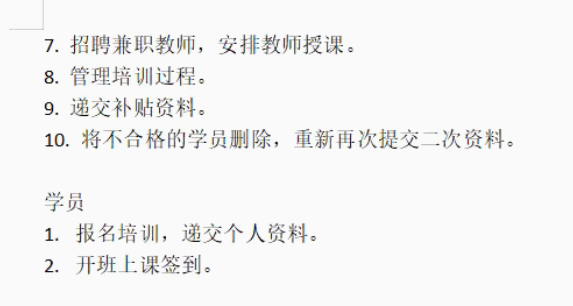 7. 招聘兼职教师，安排教师授课。
8. 管理培训过程。
9. 递交补贴资料。
10. 将不合格的学员删除，重新再次提交二次资料。
学员
1. 报名培训，递交个人资料。
2. 开班上课签到。